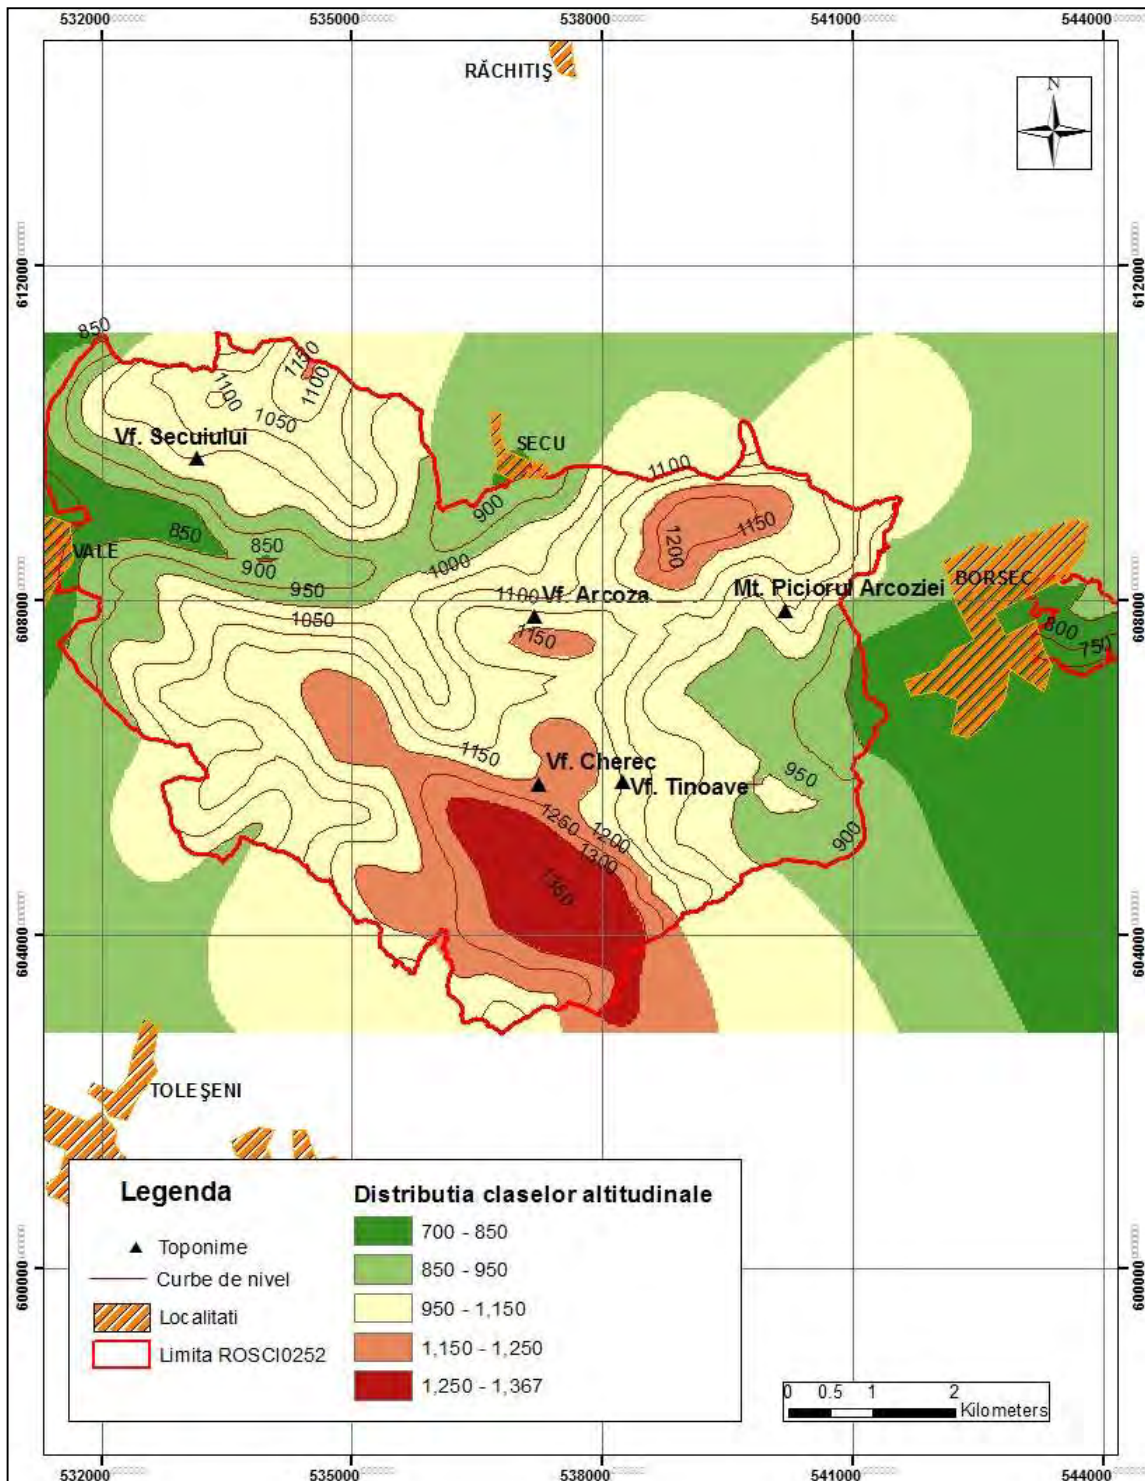 532000 535000 538000 541000 544000
RĂCHITIŞ
N
612000 612000
850
1150
1100 1100
1050
Vf. Secuiului
SECU
1100
900
850
1150
VALE
850
1200
900
1000
BORSEC
950
1100
Vf. Arcoza
Mt. Piciorul Arcoziei
608000 608000
1050
800
1150
750
1150
Vf. Cherec
950
Vf. Tinoave
1250
1200
900
1300
1350
604000 604000
TOLEŞENI
Legenda
Toponime
Curbe de nivel
Localitati
Limita ROSCI0252
Distributia claselor altitudinale
700 - 850
850 - 950
950 - 1,150
1,150 - 1,250
1,250 - 1,367
600000 600000
0 0.5 1 2
Kilometers
532000 535000 538000 541000 544000